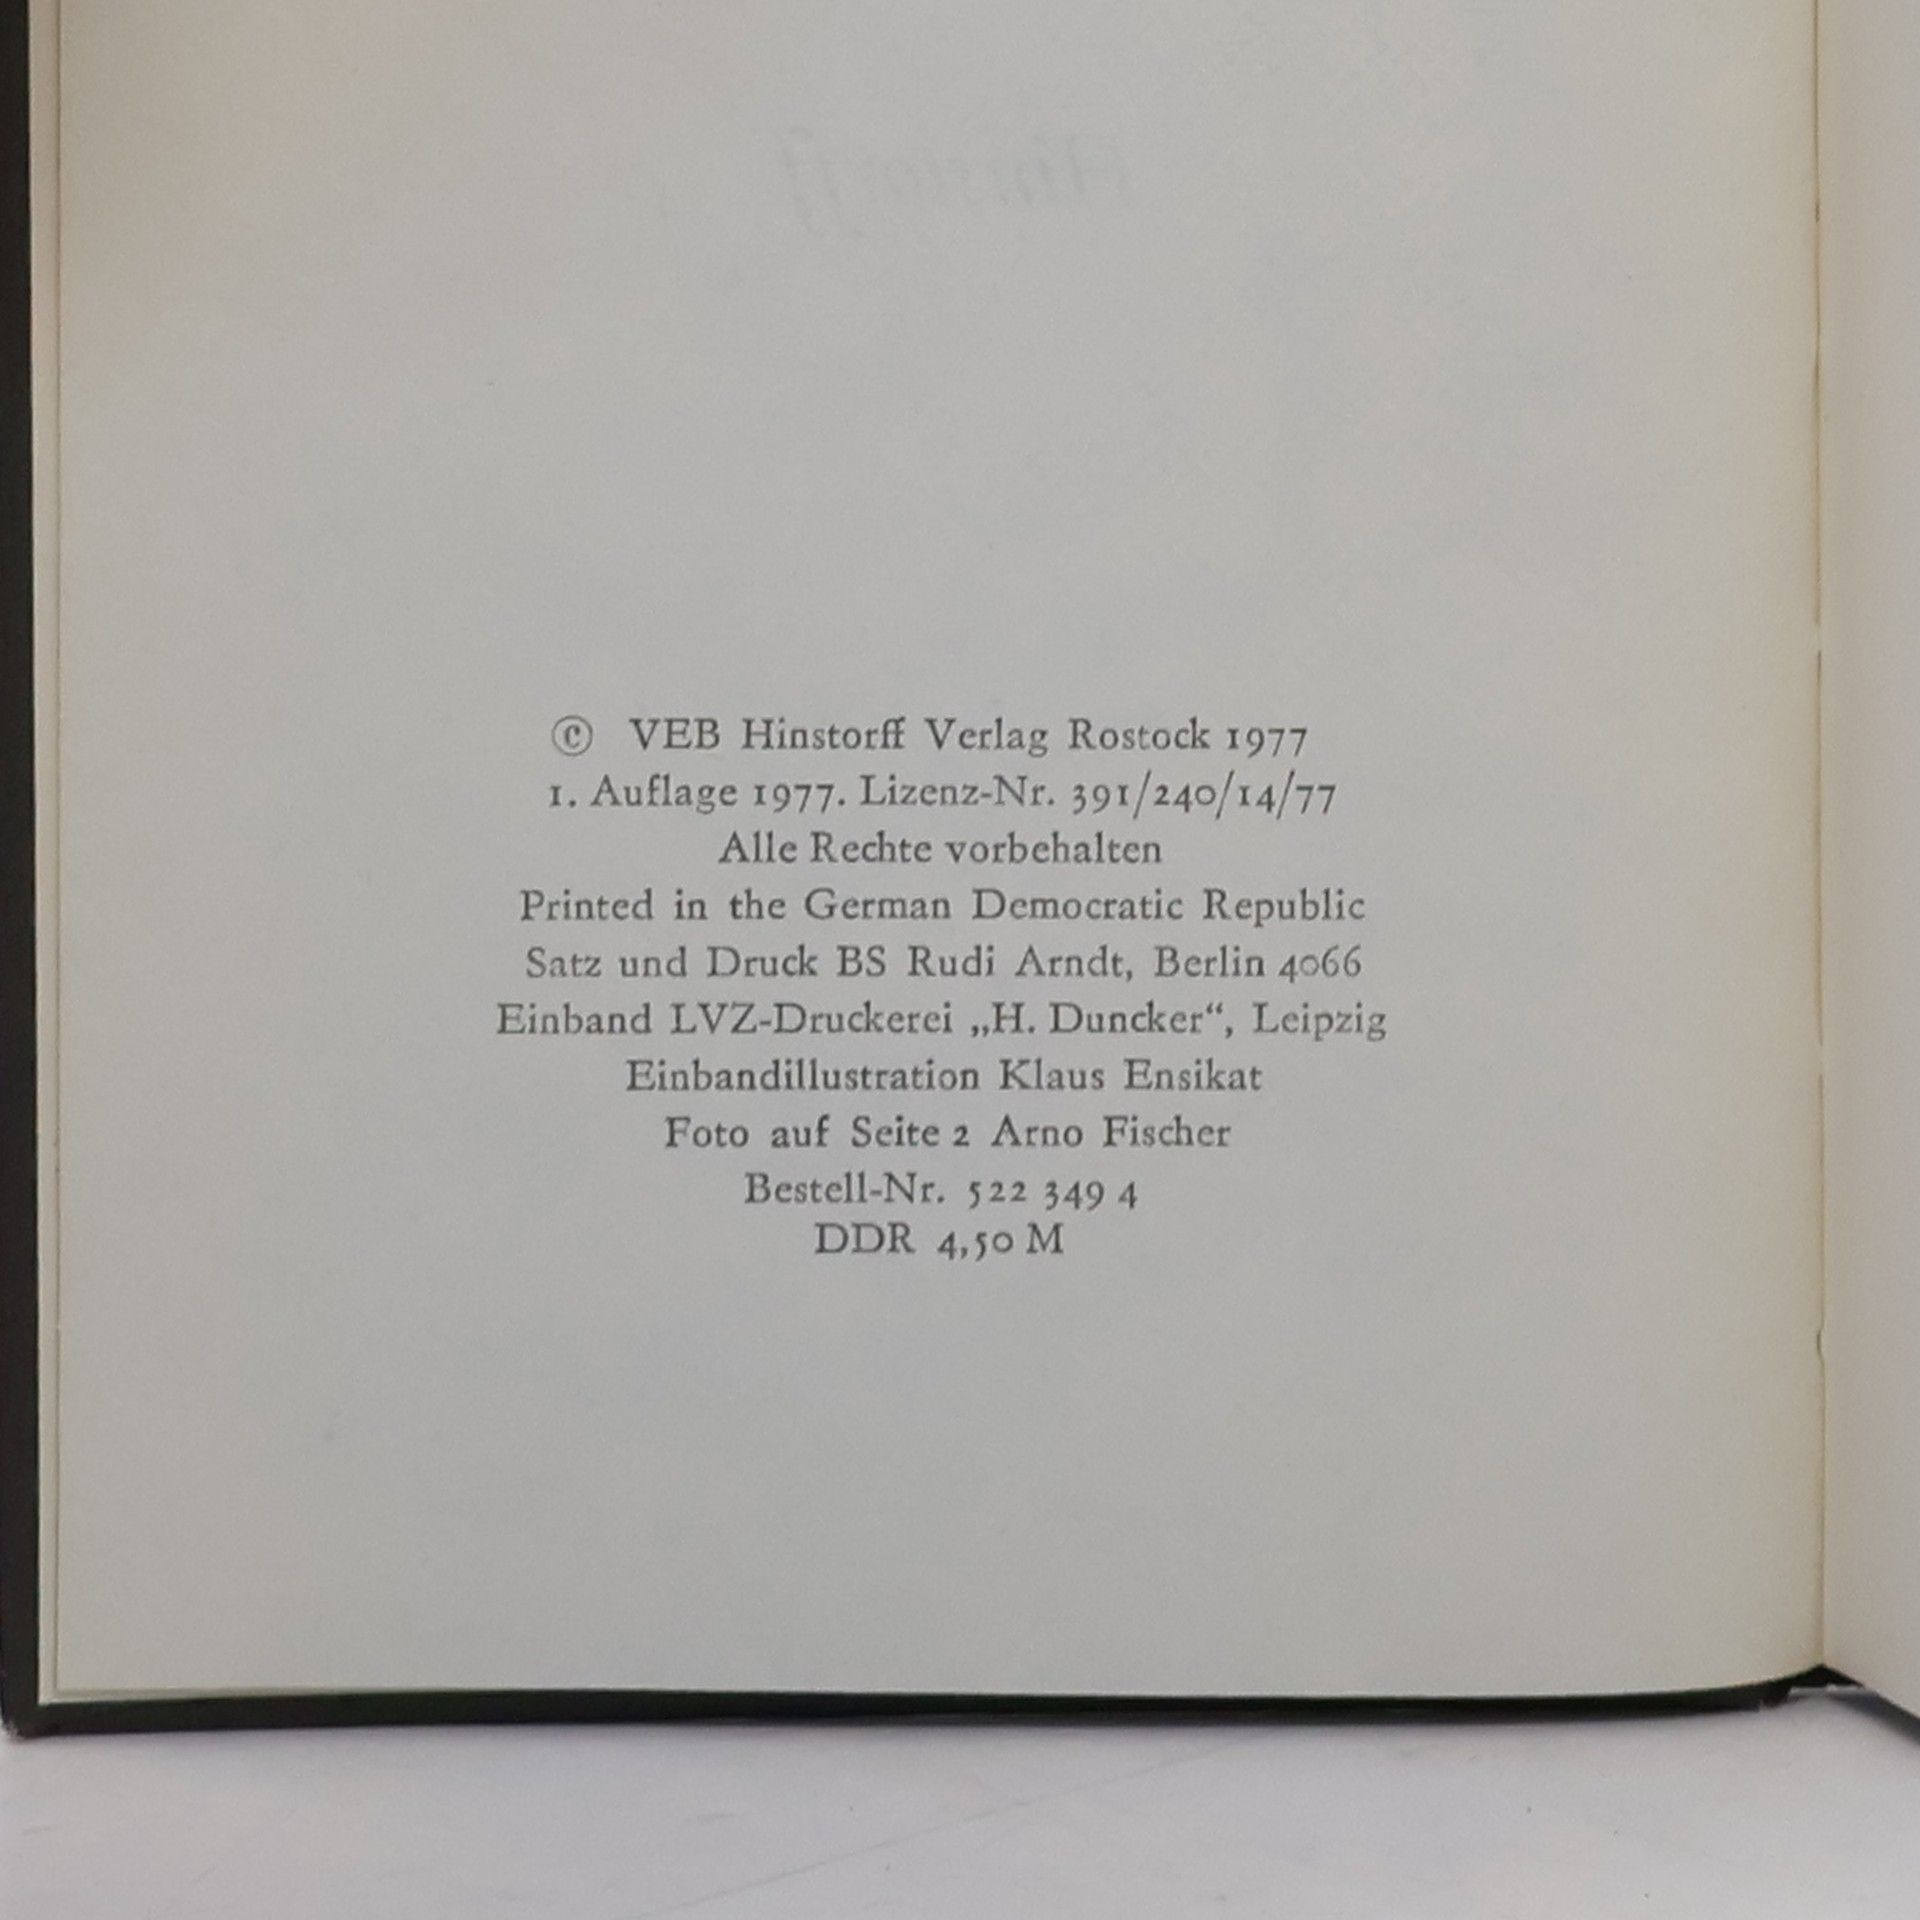 © VEB Hinstorff Verlag Rostock 1977
1. Auflage 1977. Lizenz-Nr. 391/240/14/77
Alle Rechte vorbehalten
Printed in the German Democratic Republic
Satz und Druck BS Rudi Arndt, Berlin 4066
Einband LVZ-Druckerei „H. Duncker“, Leipzig
Einbandillustration Klaus Ensikat
Foto auf Seite 2 Arno Fischer
Bestell-Nr. 522 349 4
DDR 4,50 M